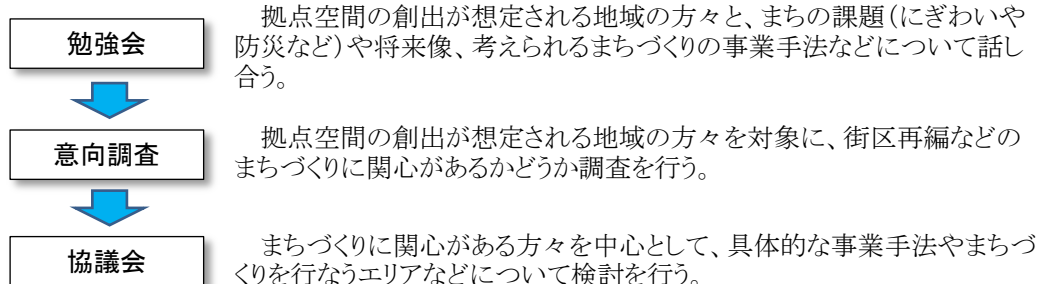 勉強会
　拠点空間の創出が想定される地域の方々と、まちの課題(にぎわいや
防災など)や将来像、考えられるまちづくりの事業手法などについて話し
合う。
意向調査
　拠点空間の創出が想定される地域の方々を対象に、街区再編などの
まちづくりに関心があるかどうか調査を行う。
協議会
　まちづくりに関心がある方々を中心として、具体的な事業手法やまちづ
くりを行なうエリアなどについて検討を行う。